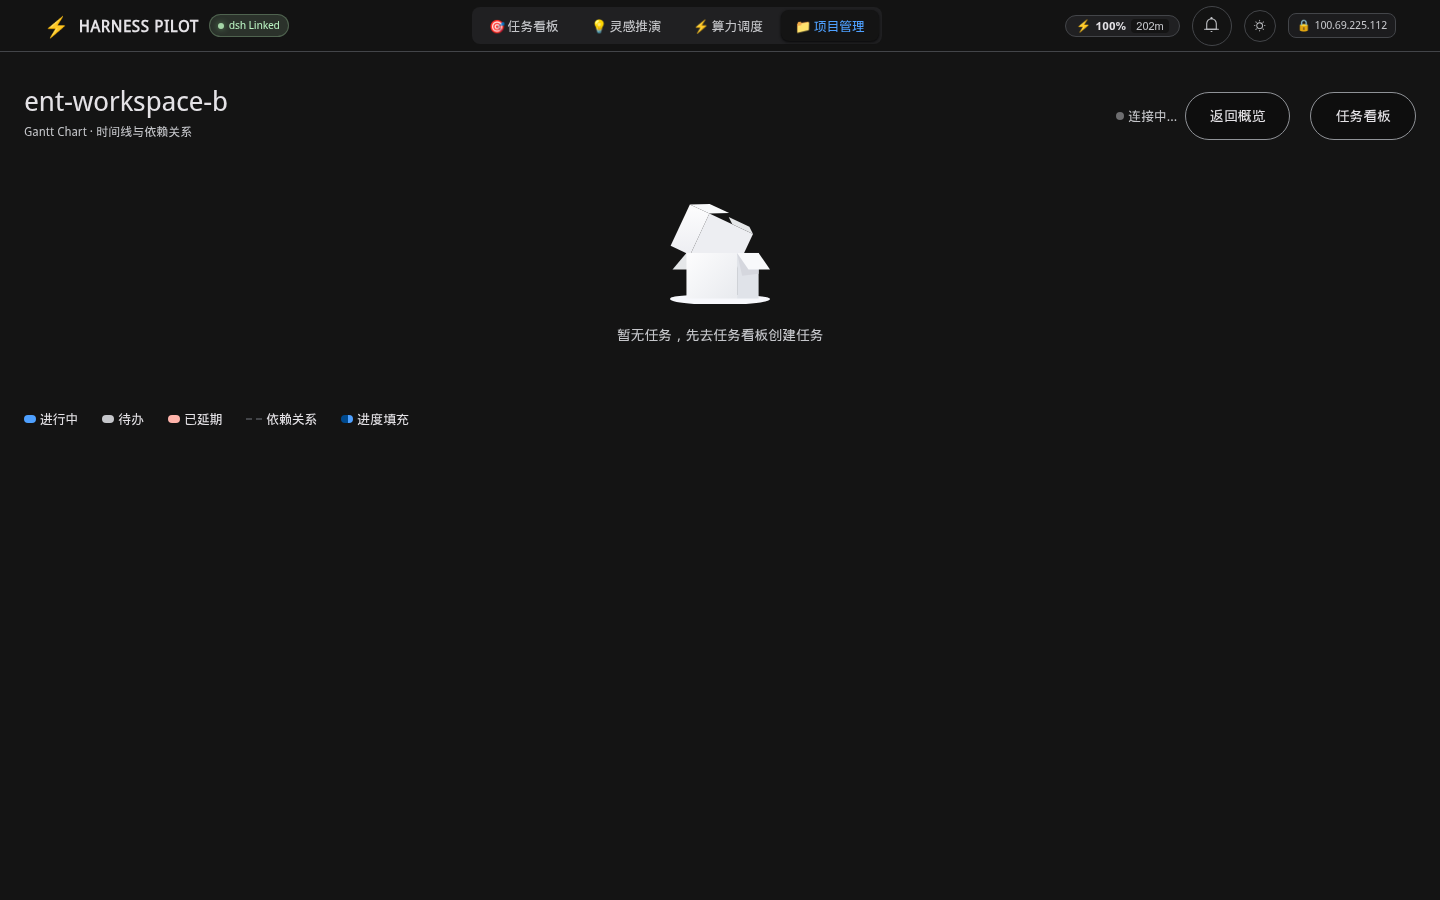 HARNESS PILOT
dsh Linked
任务看板
灵感推演
算力调度
项目管理
100% 202m
100.69.225.112
ent-workspace-b
Gantt Chart · 时间线与依赖关系
连接中...
返回概览
任务看板
暂无任务，先去任务看板创建任务
进行中
待办
已延期
依赖关系
进度填充